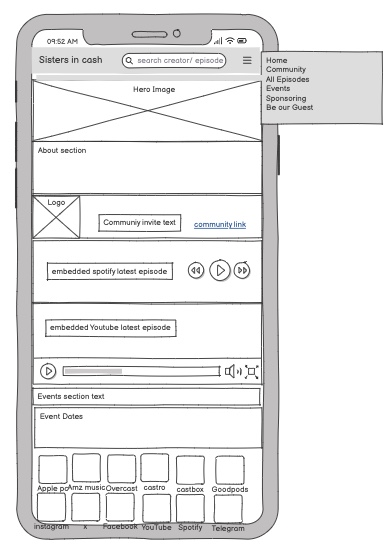 09:52 AM
Sisters in cash
search creator/ episode
Home
Community
All Episodes
Events
Sponsoring
Be our Guest
Hero Image
About section
Logo
Communiy invite text
community link
embedded spotify latest episode
embedded Youtube latest episode
Events section text
Event Dates
Apple po Amz music Overcast castro castbox Goodpods
Instagram x Facebook YouTube Spotify Telegram